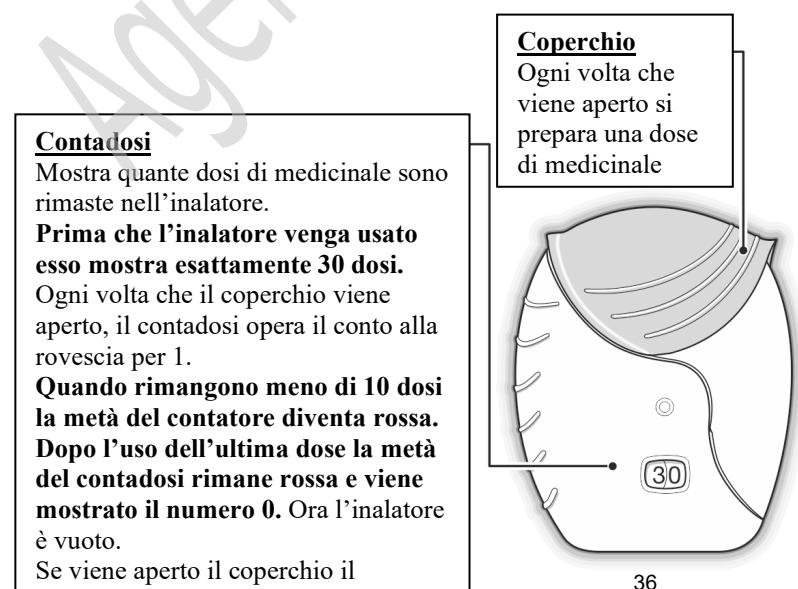 Coperchio
Ogni volta che
viene aperto si
prepara una dose
di medicinale
Contadosi
Mostra quante dosi di medicinale sono
rimaste nell’inalatore.
Prima che l’inalatore venga usato
esso mostra esattamente 30 dosi.
Ogni volta che il coperchio viene
aperto, il contadosi opera il conto alla
rovescia per 1.
Quando rimangono meno di 10 dosi
la metà del contatore diventa rossa.
Dopo l’uso dell’ultima dose la metà
del contadosi rimane rossa e viene
mostrato il numero 0. Ora l’inalatore
è vuoto.
Se viene aperto il coperchio il
30
36